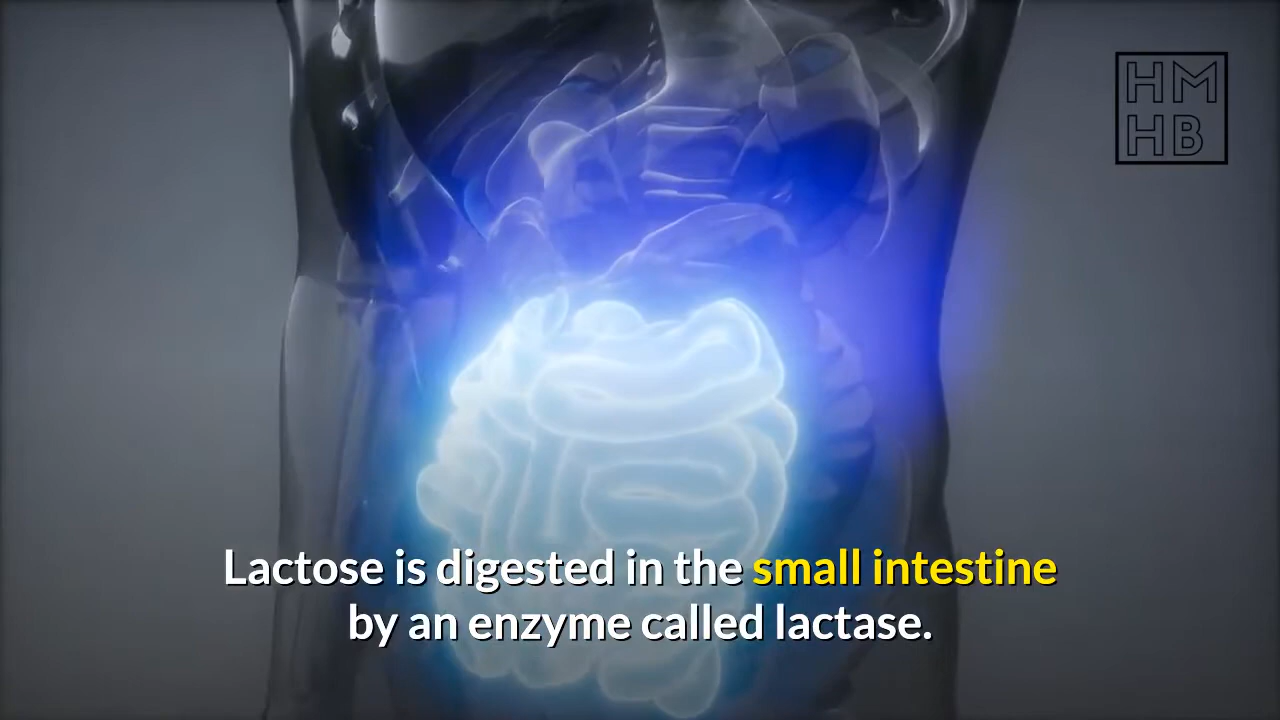 HM
HB
Lactose is digested in the small intestine
by an enzyme called lactase.